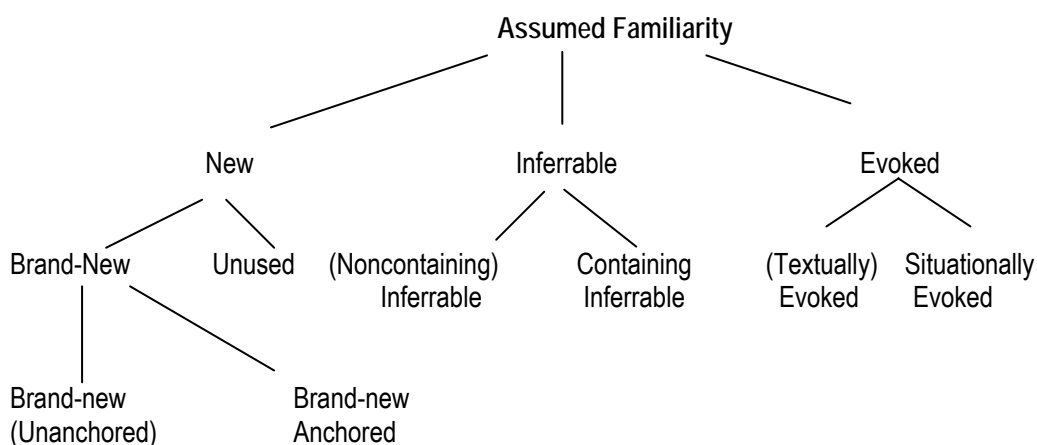 Assumed Familiarity
New Inferrable Evoked
Brand-New Unused (Noncontaining) Containing (Textually) Situationally
Inferrable Inferrable Evoked Evoked
Brand-new Brand-new
(Unanchored) Anchored